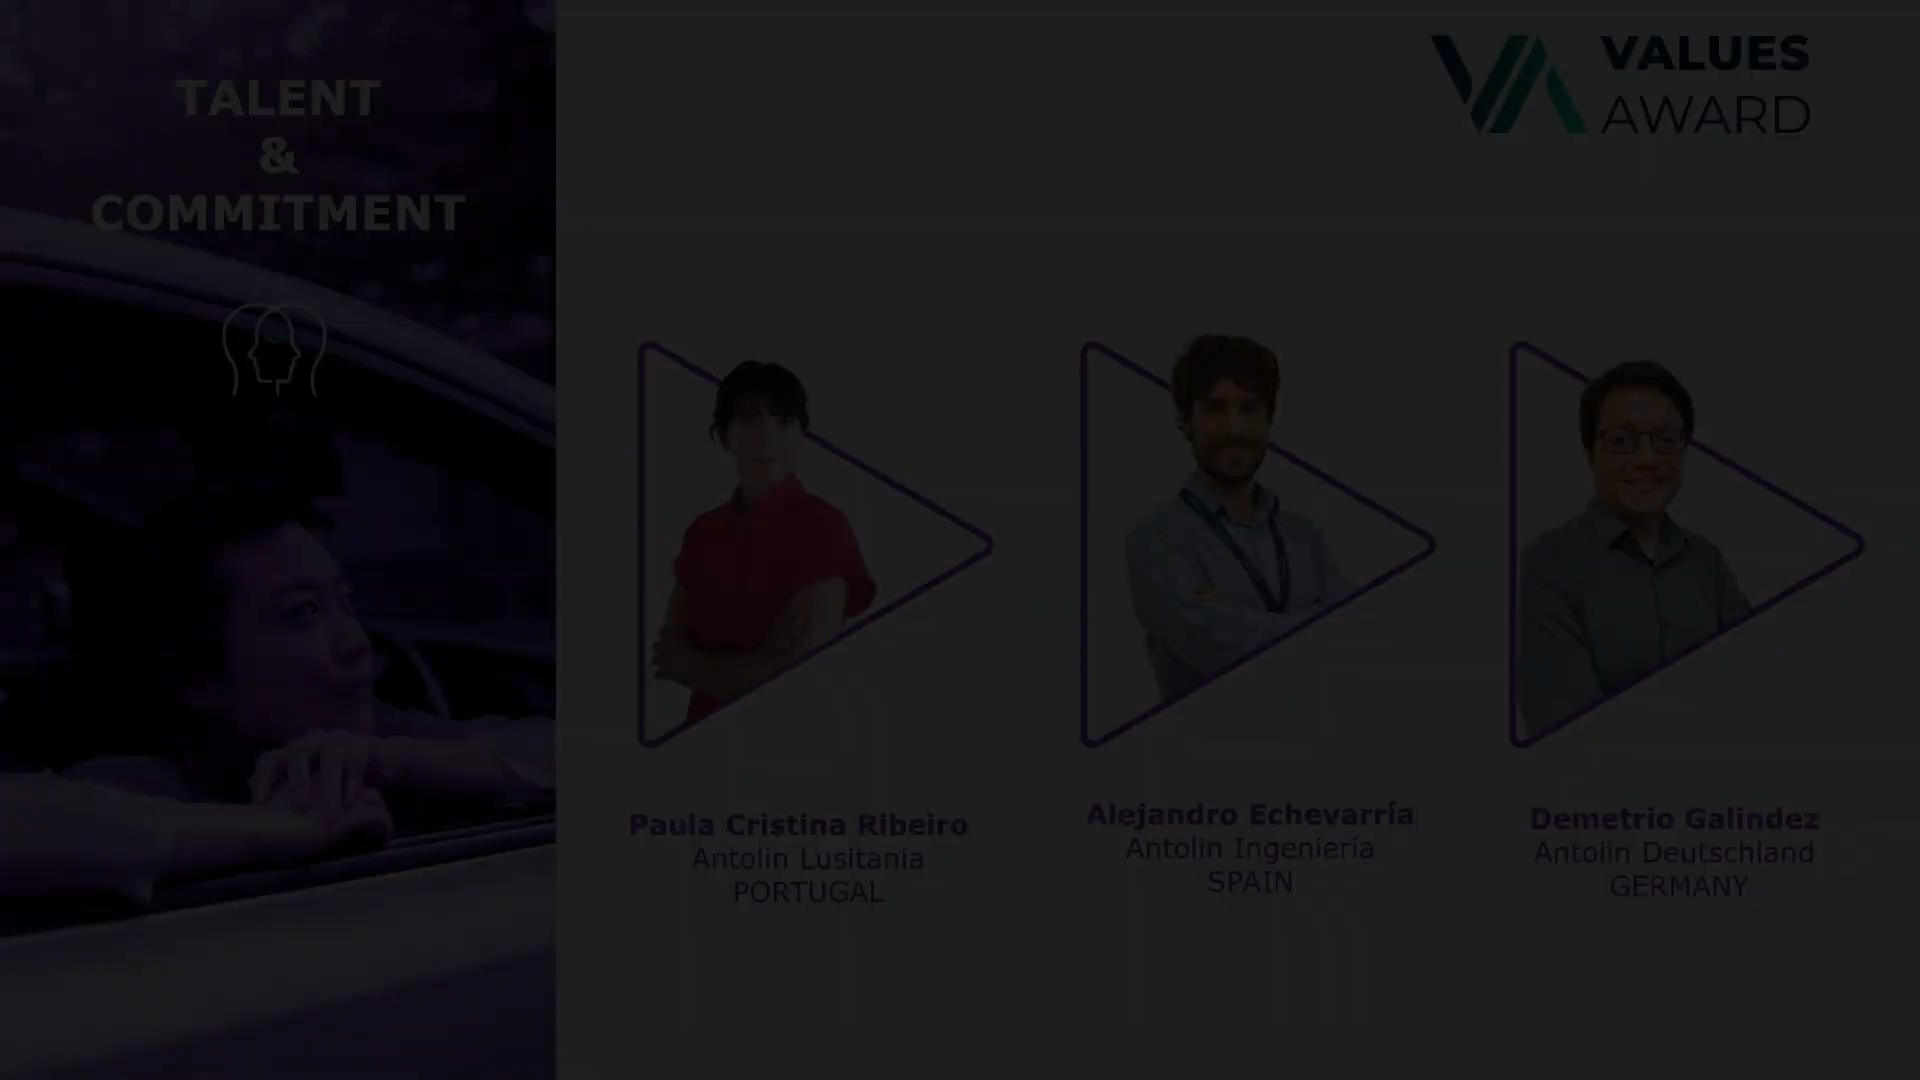 TALENT
&
COMMITMENT
VALUES
AWARD
Paula Cristina Ribeiro
Antolin Lusitania
PORTUGAL
Alejandro Echevarría
Antolin Ingenieria
SPAIN
Demetrio Galindez
Antolin Deutschland
GERMANY